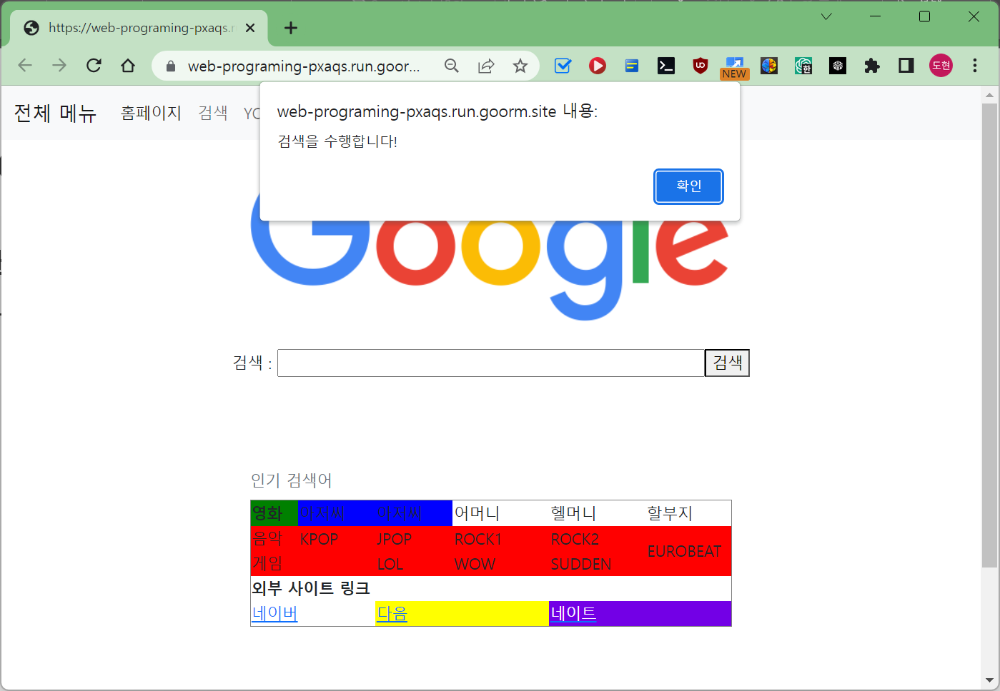 https://web-programing-pxaqs.r
web-programing-pxaqs.run.goor...
NEW
한
도현
전체 메뉴 홈페이지 검색 YO
web-programing-pxaqs.run.goorm.site 내용:
검색을 수행합니다!
확인
Google
검색 : 검색
인기 검색어
영화 아저씨 아저씨 어머니 헬머니 할부지
음악 KPOP JPOP ROCK1 ROCK2 EUROBEAT
게임 LOL WOW SUDDEN
외부 사이트 링크
네이버 다음 네이트